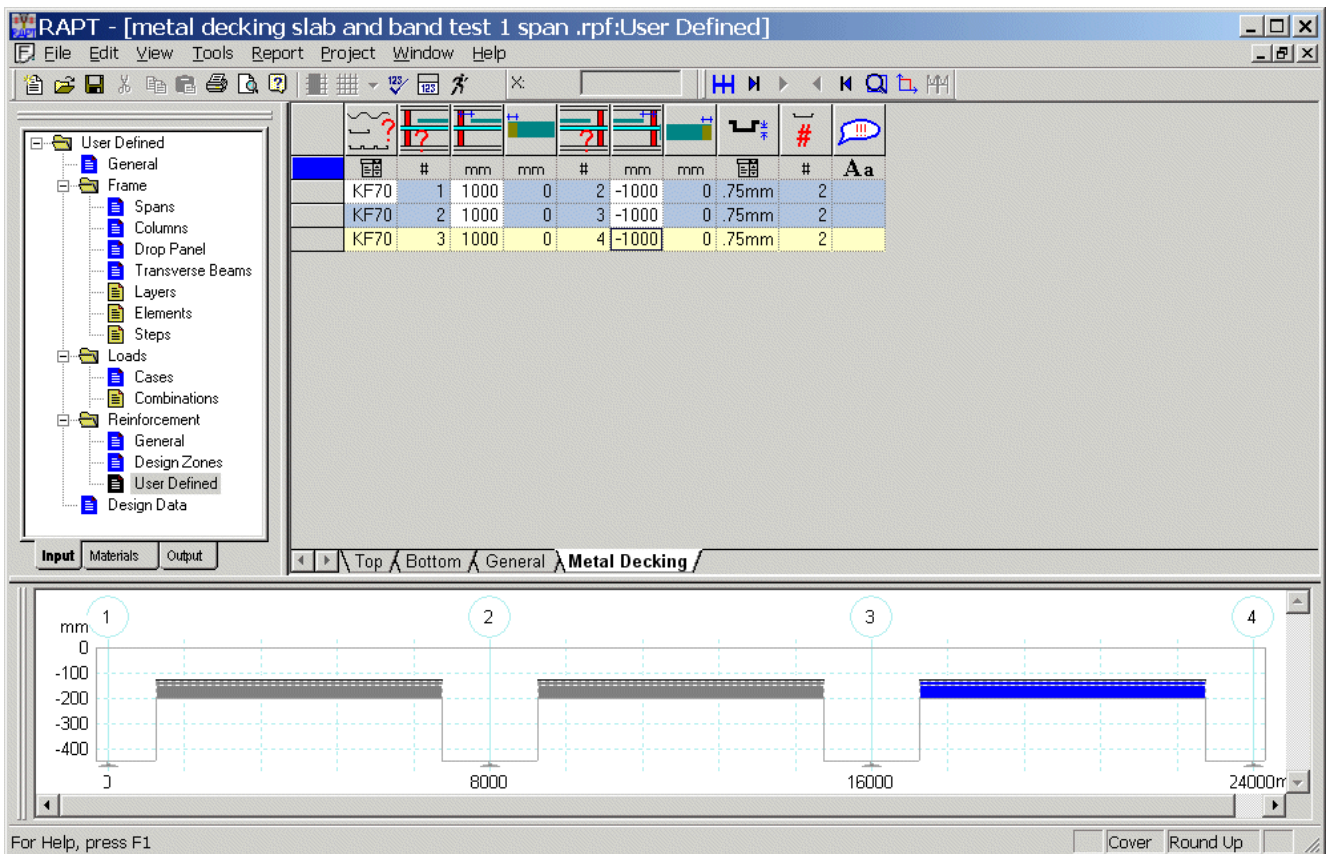 RAPT - [metal decking slab and band test 1 span .rpf:User Defined]
File Edit View Tools Report Project Window Help
X:
User Defined
General
Frame
Spans
Columns
Drop Panel
Transverse Beams
Layers
Elements
Steps
Loads
Cases
Combinations
Reinforcement
General
Design Zones
User Defined
Design Data
Input Materials Output
# mm mm # mm mm # Aa
KF70 1 1000 0 2 -1000 0 .75mm 2
KF70 2 1000 0 3 -1000 0 .75mm 2
KF70 3 1000 0 4 -1000 0 .75mm 2
Top Bottom General Metal Decking
1 2 3 4
mm
0
-100
-200
-300
-400
8000 16000 24000
For Help, press F1 Cover Round Up